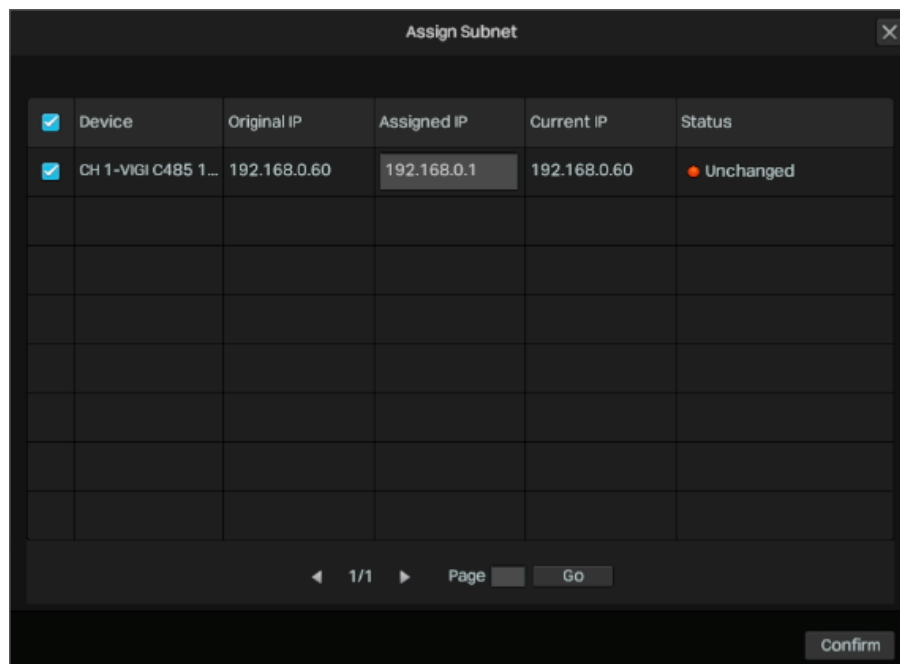 Assign Subnet
Device Original IP Assigned IP Current IP Status
CH 1-VIGI C485 1... 192.168.0.60 192.168.0.1 192.168.0.60 Unchanged
1/1 Page Go
Confirm